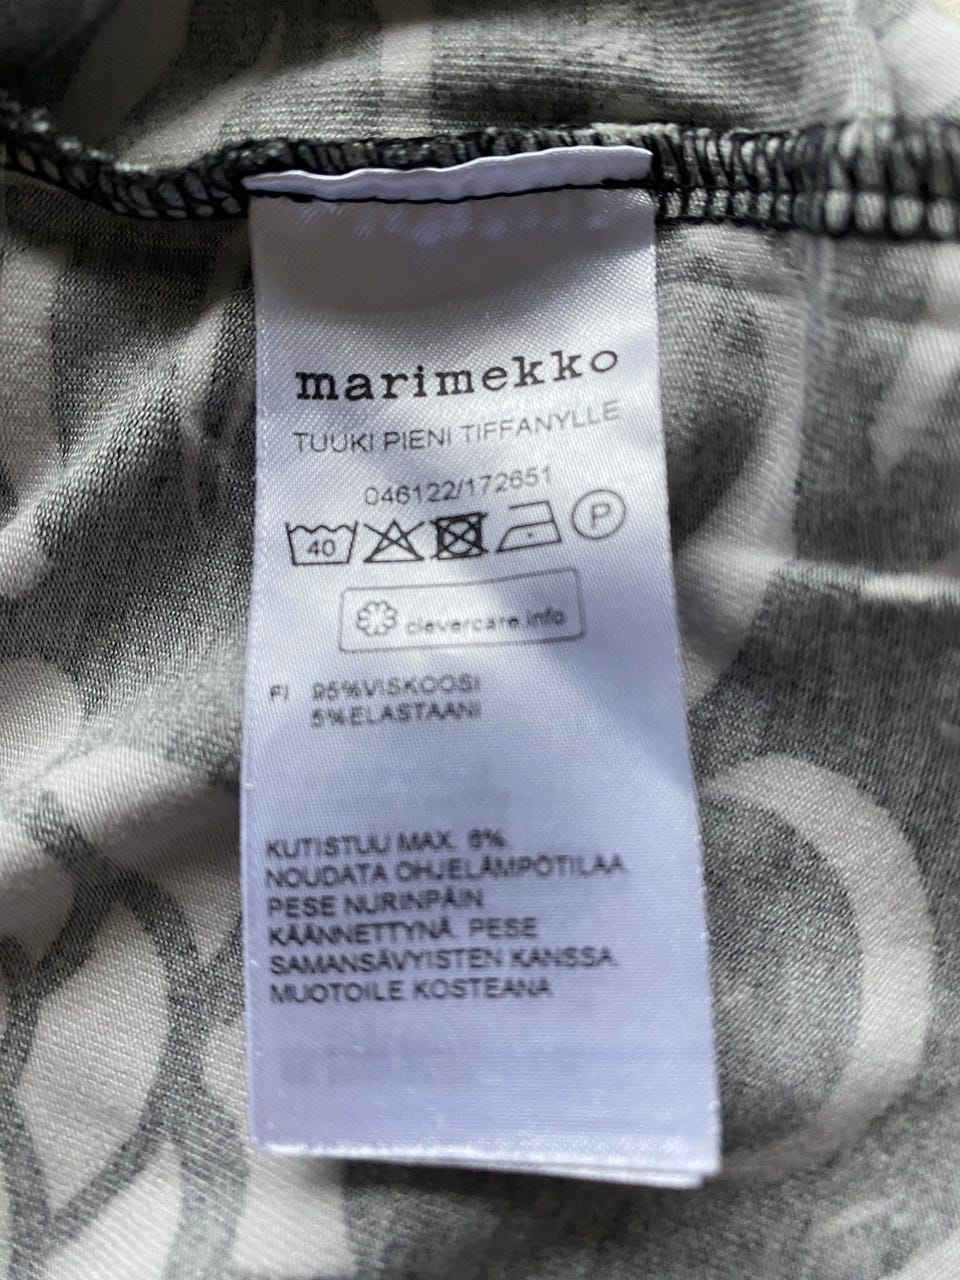 marimekko
TUUKI PIENI TIFFANYLLE
046122/172651
40 P
clevercare.info
FI 95%VISKOOSI
5%ELASTAANI
KUTISTUU MAX. 6%.
NOUDATA OHJELÄMPÖTILAA
PESE NURINPÄIN
KÄÄNNETTYNÄ. PESE
SAMANSÄVYISTEN KANSSA.
MUOTOILE KOSTEANA